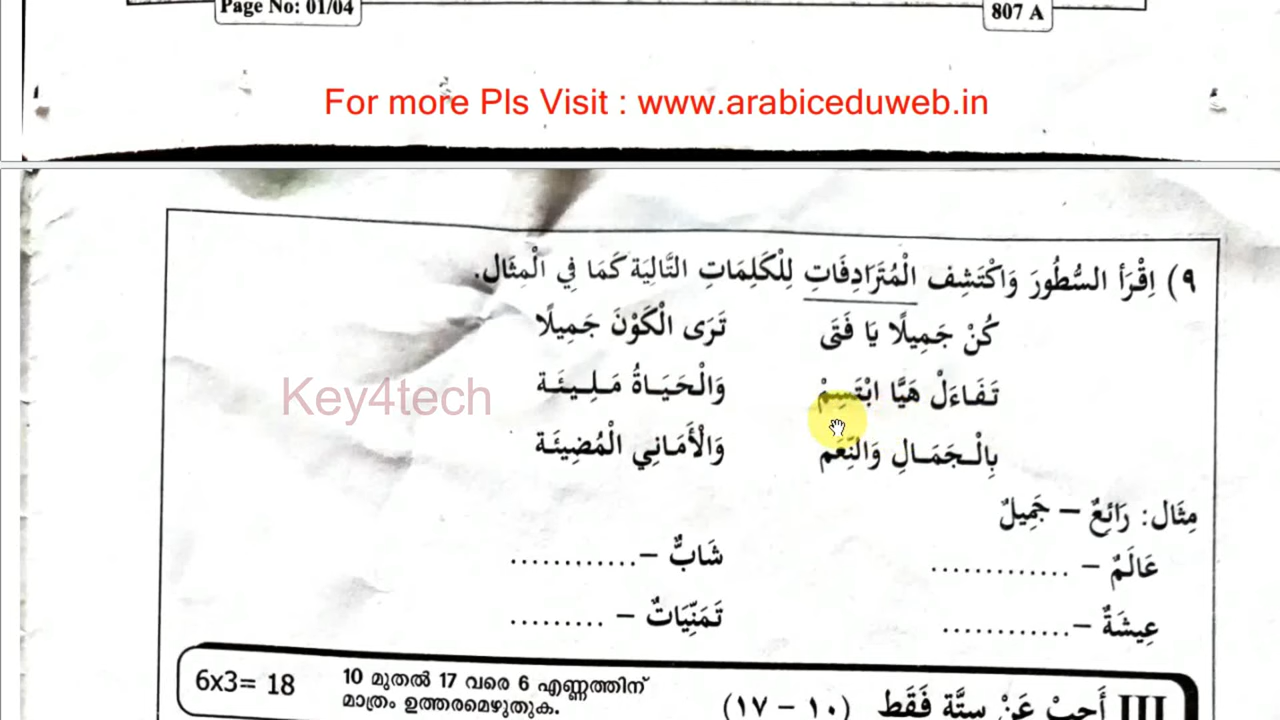 Page No: 01/04
807 A
For more Pls Visit : www.arabiceduweb.in
٩) اِقْرَأ السُّطُورَ وَاكْتَشِف الْمُتَرَادِفَاتِ لِلْكَلِمَاتِ التَّالِيَة كَمَا فِي الْمِثَال.
كُنْ جَمِيلًا يَا فَتَى تَرَى الْكَوْنَ جَمِيلًا
تَفَاءَلْ هَيَّا ابْتَسِمْ وَالْحَيَاةُ مَلِيئَة
بِالْجَمَالِ وَالنِّعَم وَالْأَمَانِي الْمُضِيئَة
Key4tech
مِثَال: رَائِعٌ – جَمِيلٌ
عَالَمٌ – ............. شَابٌّ – .............
عِيشَةٌ – ............. تَمَنِّيَاتٌ – ..........
III أَجِبْ عَنْ سِتَّة فَقَط (١٠ – ١٧)
10 മുതൽ 17 വരെ 6 എണ്ണത്തിന്
മാത്രം ഉത്തരമെഴുതുക.
6x3= 18